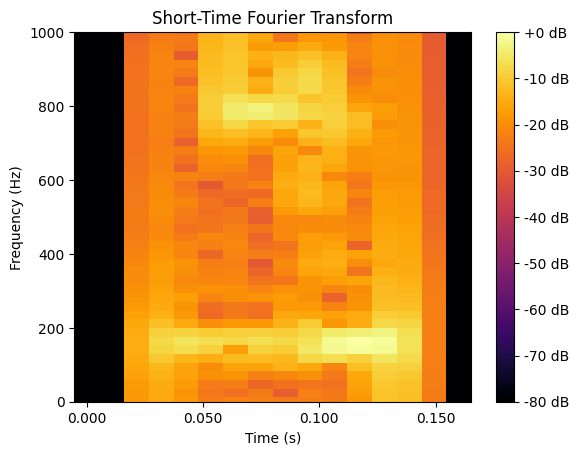 Short-Time Fourier Transform
1000
800
600
400
200
0
Frequency (Hz)
0.000
0.050
0.100
0.150
Time (s)
+0 dB
-10 dB
-20 dB
-30 dB
-40 dB
-50 dB
-60 dB
-70 dB
-80 dB